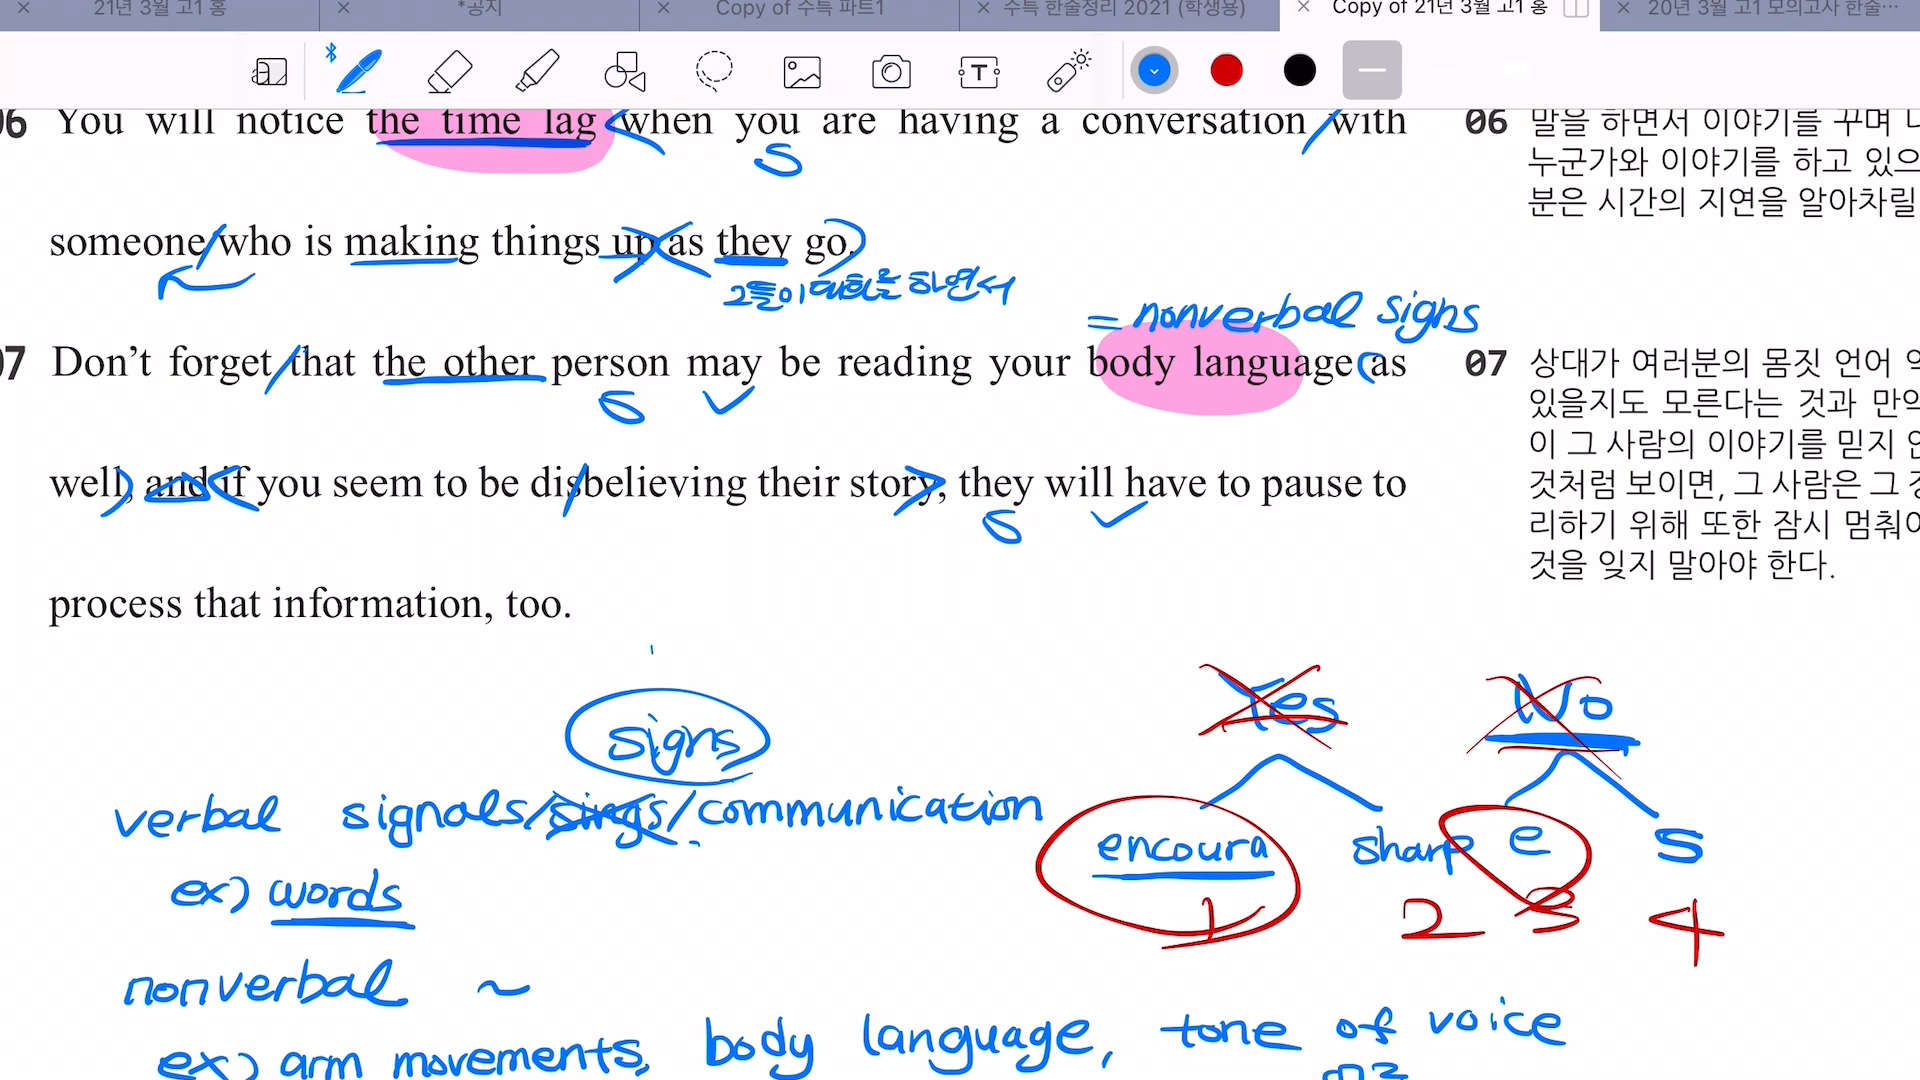 21년 3월 고1 홍
*공지
Copy of 수특 파트1
수특 한술정리 2021 (학생용)
Copy of 21년 3월 고1 홍
20년 3월 고1 모의고사 한술…
06 You will notice the time lag when you are having a conversation with
S
someone who is making things up as they go.
그들이 대화를 하면서
= nonverbal signs
07 Don't forget that the other person may be reading your body language as
S
well, and if you seem to be disbelieving their story, they will have to pause to
S
process that information, too.
06 말을 하면서 이야기를 꾸며 나
누군가와 이야기를 하고 있으
분은 시간의 지연을 알아차릴
07 상대가 여러분의 몸짓 언어 역
있을지도 모른다는 것과 만약
이 그 사람의 이야기를 믿지 않
것처럼 보이면, 그 사람은 그 정
리하기 위해 또한 잠시 멈춰야
것을 잊지 말아야 한다.
signs
verbal signals/sings/communication
ex) words
nonverbal ~
ex) arm movements, body language, tone of voice
Yes No
encoura sharp e s
1 2 3 4